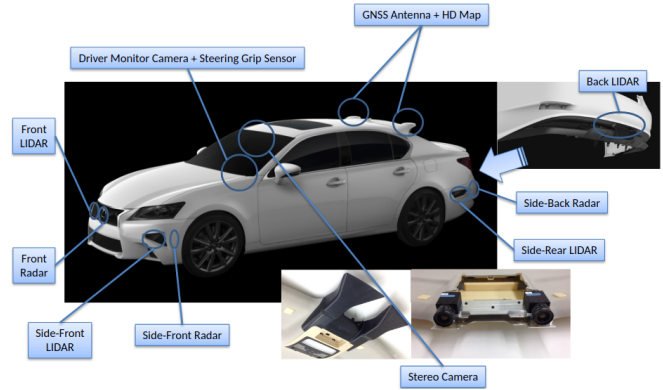 GNSS Antenna + HD Map
Driver Monitor Camera + Steering Grip Sensor
Back LIDAR
Front
LIDAR
Side-Back Radar
Side-Rear LIDAR
Front
Radar
Side-Front
LIDAR
Side-Front Radar
Stereo Camera